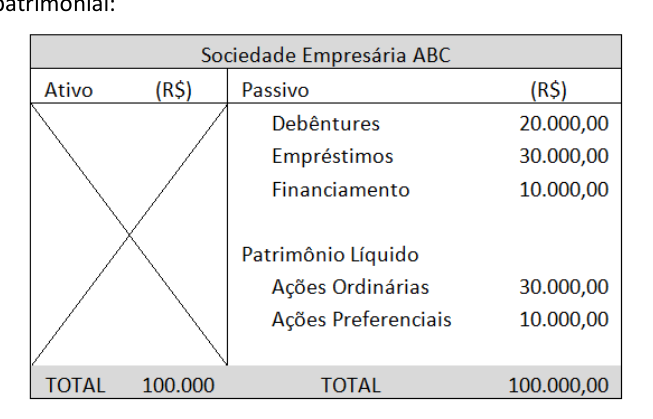 patrimonial:
Sociedade Empresária ABC
Ativo (R$) Passivo (R$)
Debêntures 20.000,00
Empréstimos 30.000,00
Financiamento 10.000,00
Patrimônio Líquido
Ações Ordinárias 30.000,00
Ações Preferenciais 10.000,00
TOTAL 100.000 TOTAL 100.000,00